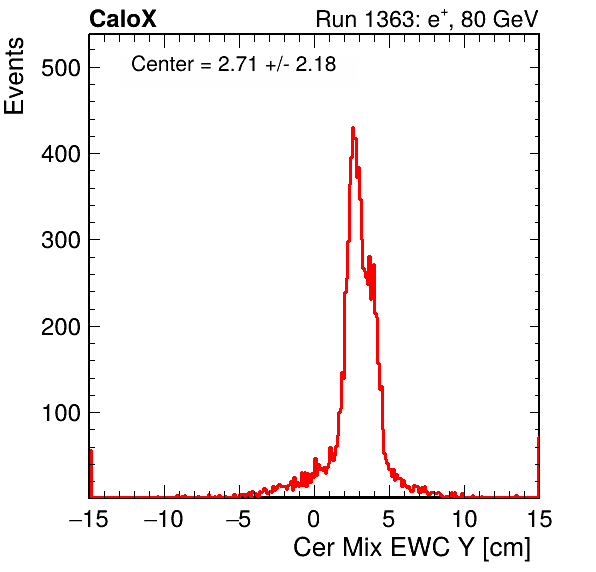 CaloX
Run 1363: e+, 80 GeV
Center = 2.71 +/- 2.18
Events
500
400
300
200
100
−15 −10 −5 0 5 10 15
Cer Mix EWC Y [cm]